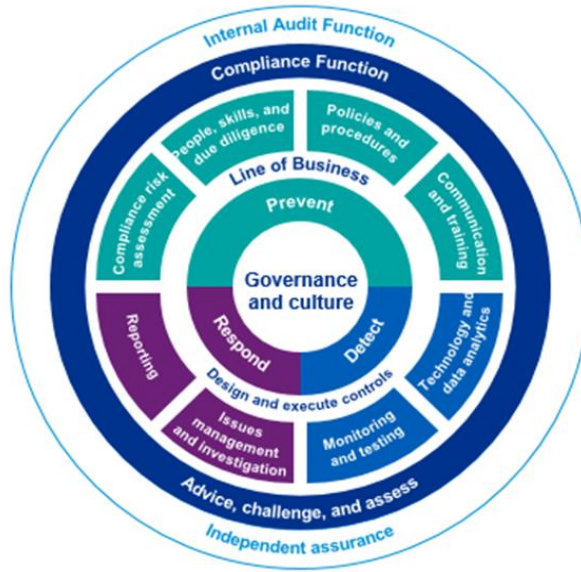 Internal Audit Function
Compliance Function
People, skills, and
due diligence
Policies and
procedures
Compliance risk
assessment
Line of Business
Communication
and training
Prevent
Governance
and culture
Respond
Detect
Reporting
Technology and
data analytics
Design and execute controls
Issues
management
and investigation
Monitoring
and testing
Advice, challenge, and assess
Independent assurance